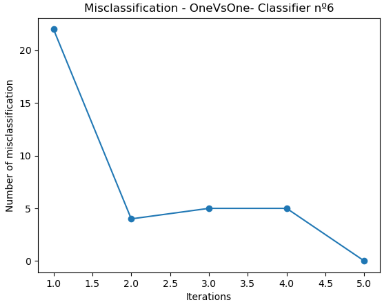 Misclassification - OneVsOne- Classifier nº6
Number of misclassification
20
15
10
5
0
1.0 1.5 2.0 2.5 3.0 3.5 4.0 4.5 5.0
Iterations